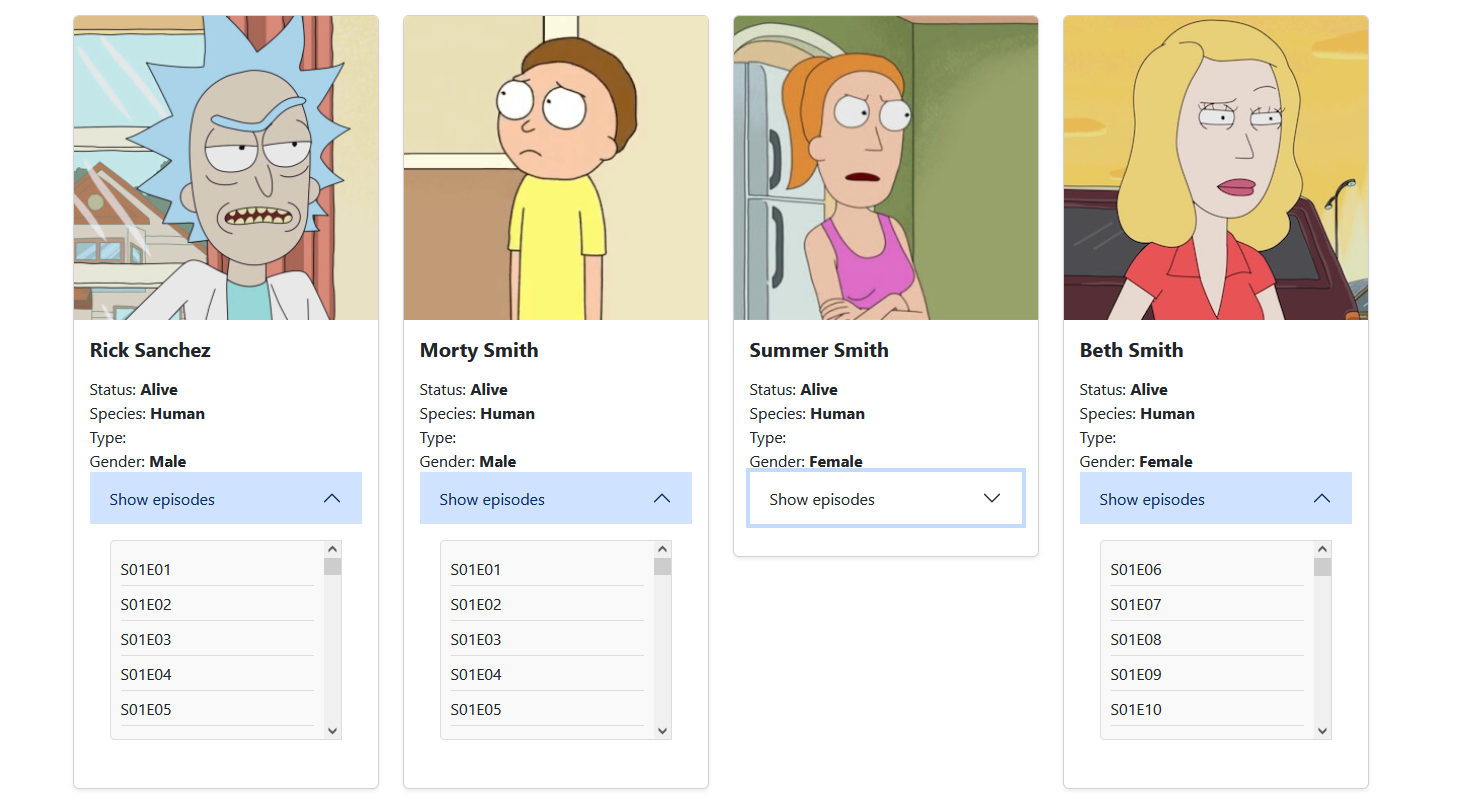 Rick Sanchez
Status: Alive
Species: Human
Type:
Gender: Male
Show episodes
S01E01
S01E02
S01E03
S01E04
S01E05
Morty Smith
Status: Alive
Species: Human
Type:
Gender: Male
Show episodes
S01E01
S01E02
S01E03
S01E04
S01E05
Summer Smith
Status: Alive
Species: Human
Type:
Gender: Female
Show episodes
Beth Smith
Status: Alive
Species: Human
Type:
Gender: Female
Show episodes
S01E06
S01E07
S01E08
S01E09
S01E10